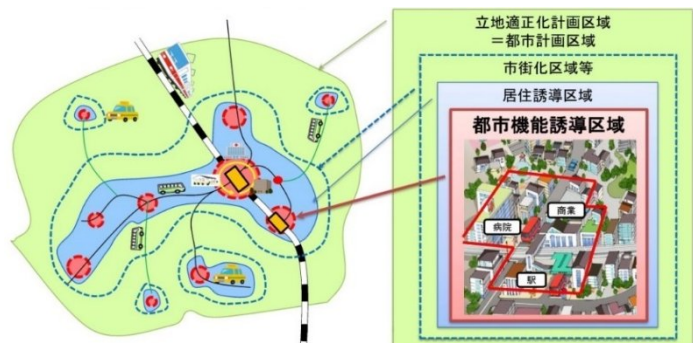 立地適正化計画区域
＝都市計画区域
市街化区域等
居住誘導区域
都市機能誘導区域
商業
病院
駅